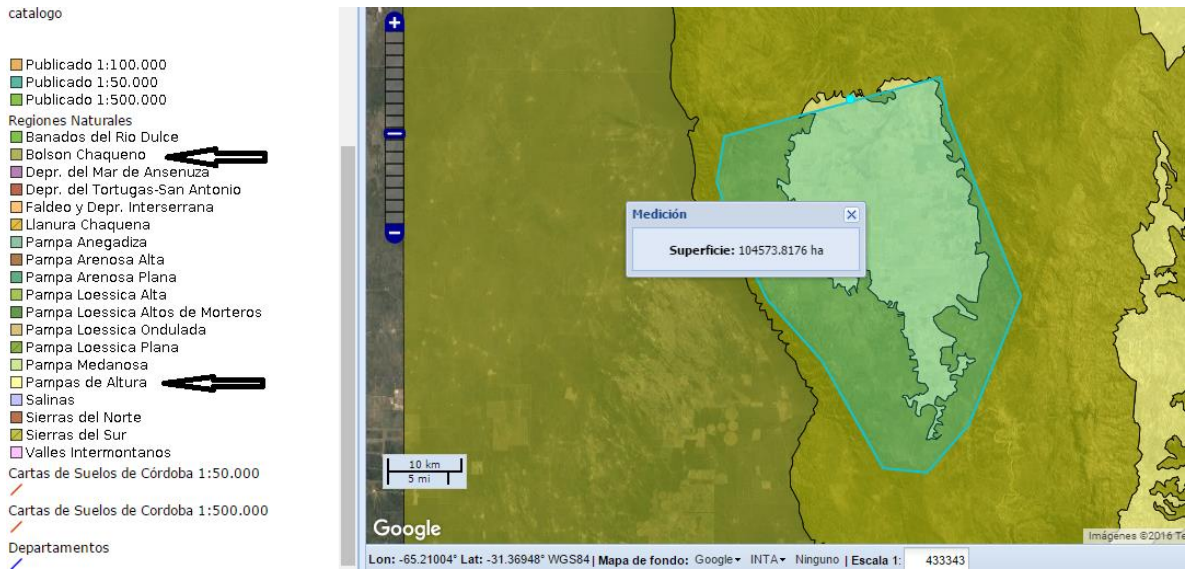 catalogo
Publicado 1:100.000
Publicado 1:50.000
Publicado 1:500.000
Regiones Naturales
Banados del Rio Dulce
Bolson Chaqueno
Depr. del Mar de Ansenuza
Depr. del Tortugas-San Antonio
Faldeo y Depr. Interserrana
Llanura Chaquena
Pampa Anegadiza
Pampa Arenosa Alta
Pampa Arenosa Plana
Pampa Loessica Alta
Pampa Loessica Altos de Morteros
Pampa Loessica Ondulada
Pampa Loessica Plana
Pampa Medanosa
Pampas de Altura
Salinas
Sierras del Norte
Sierras del Sur
Valles Intermontanos
Cartas de Suelos de Córdoba 1:50.000
Cartas de Suelos de Cordoba 1:500.000
Departamentos
Medición
Superficie: 104573.8176 ha
10 km
5 mi
Google
Imágenes ©2016 Te
Lon: -65.21004° Lat: -31.36948° WGS84 | Mapa de fondo: Google INTA Ninguno | Escala 1: 433343